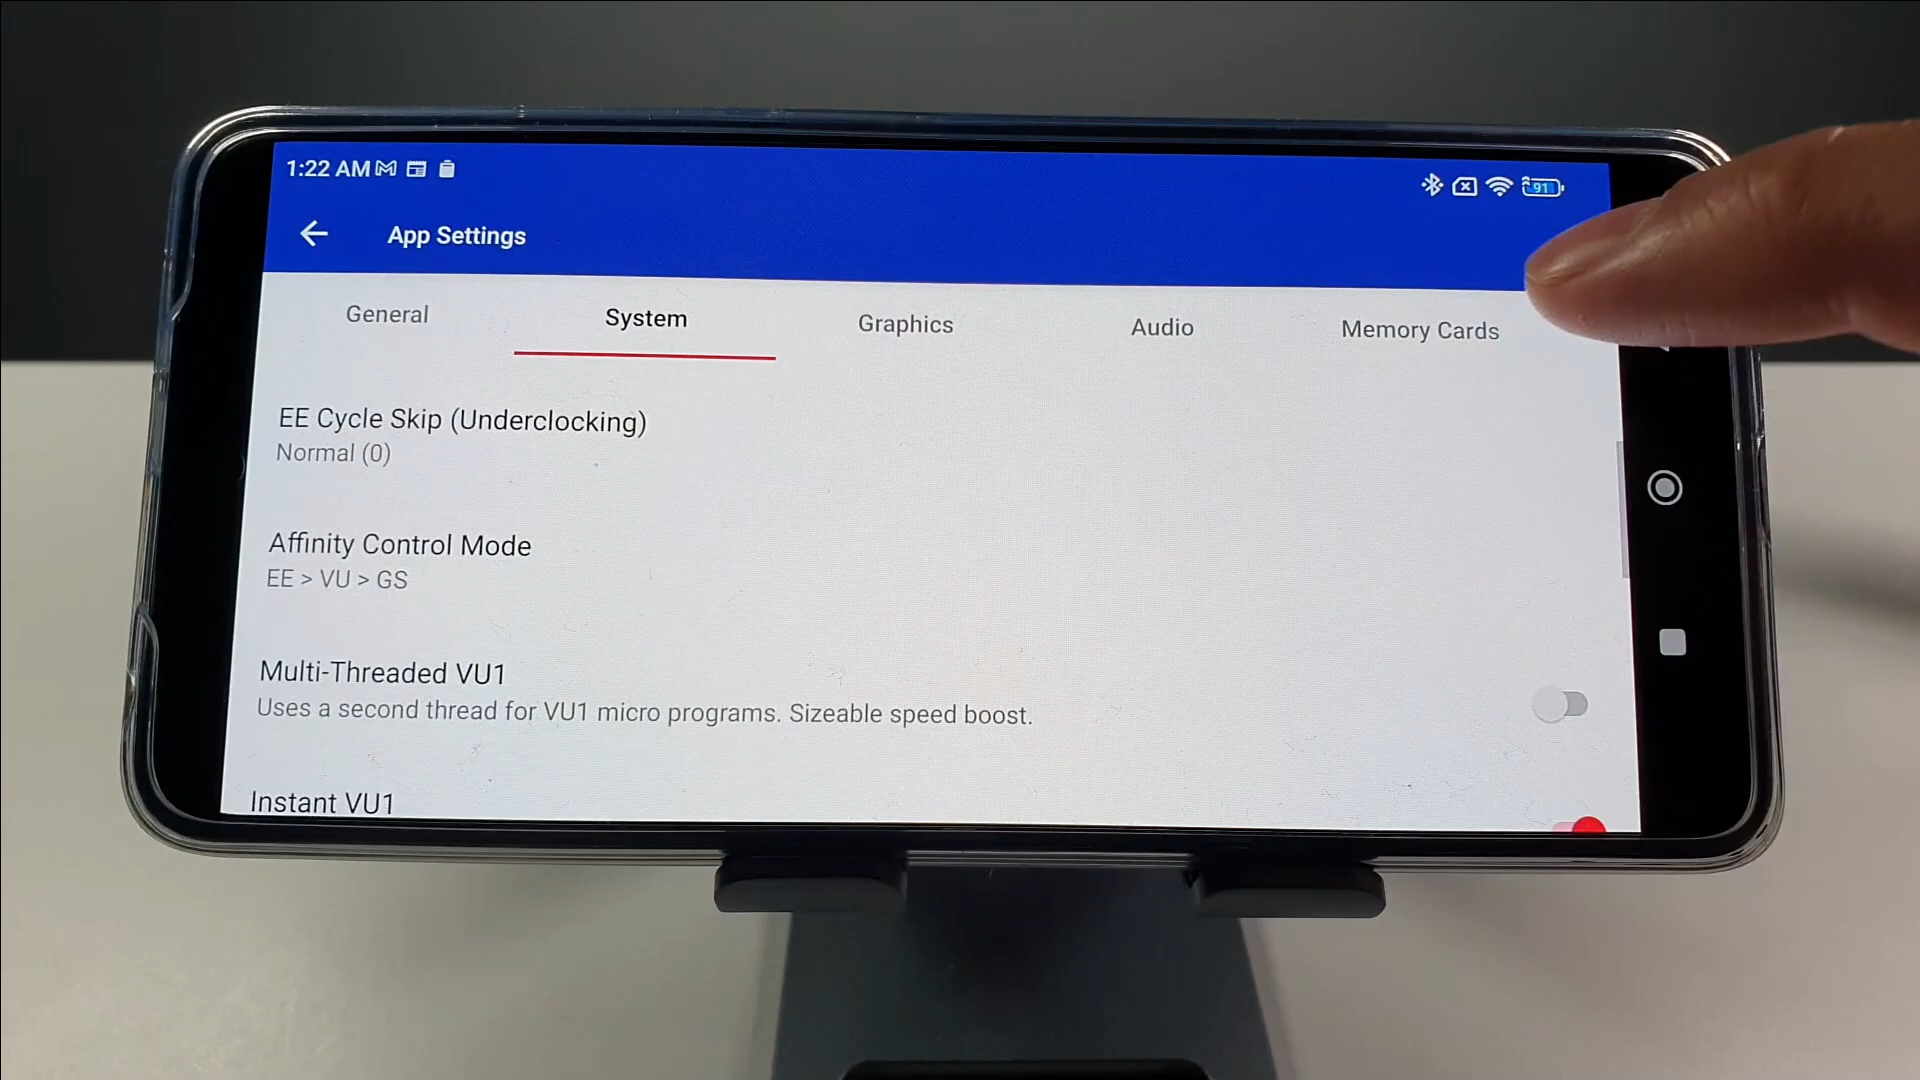 1:22 AM
91
App Settings
General
System
Graphics
Audio
Memory Cards
EE Cycle Skip (Underclocking)
Normal (0)
Affinity Control Mode
EE > VU > GS
Multi-Threaded VU1
Uses a second thread for VU1 micro programs. Sizeable speed boost.
Instant VU1